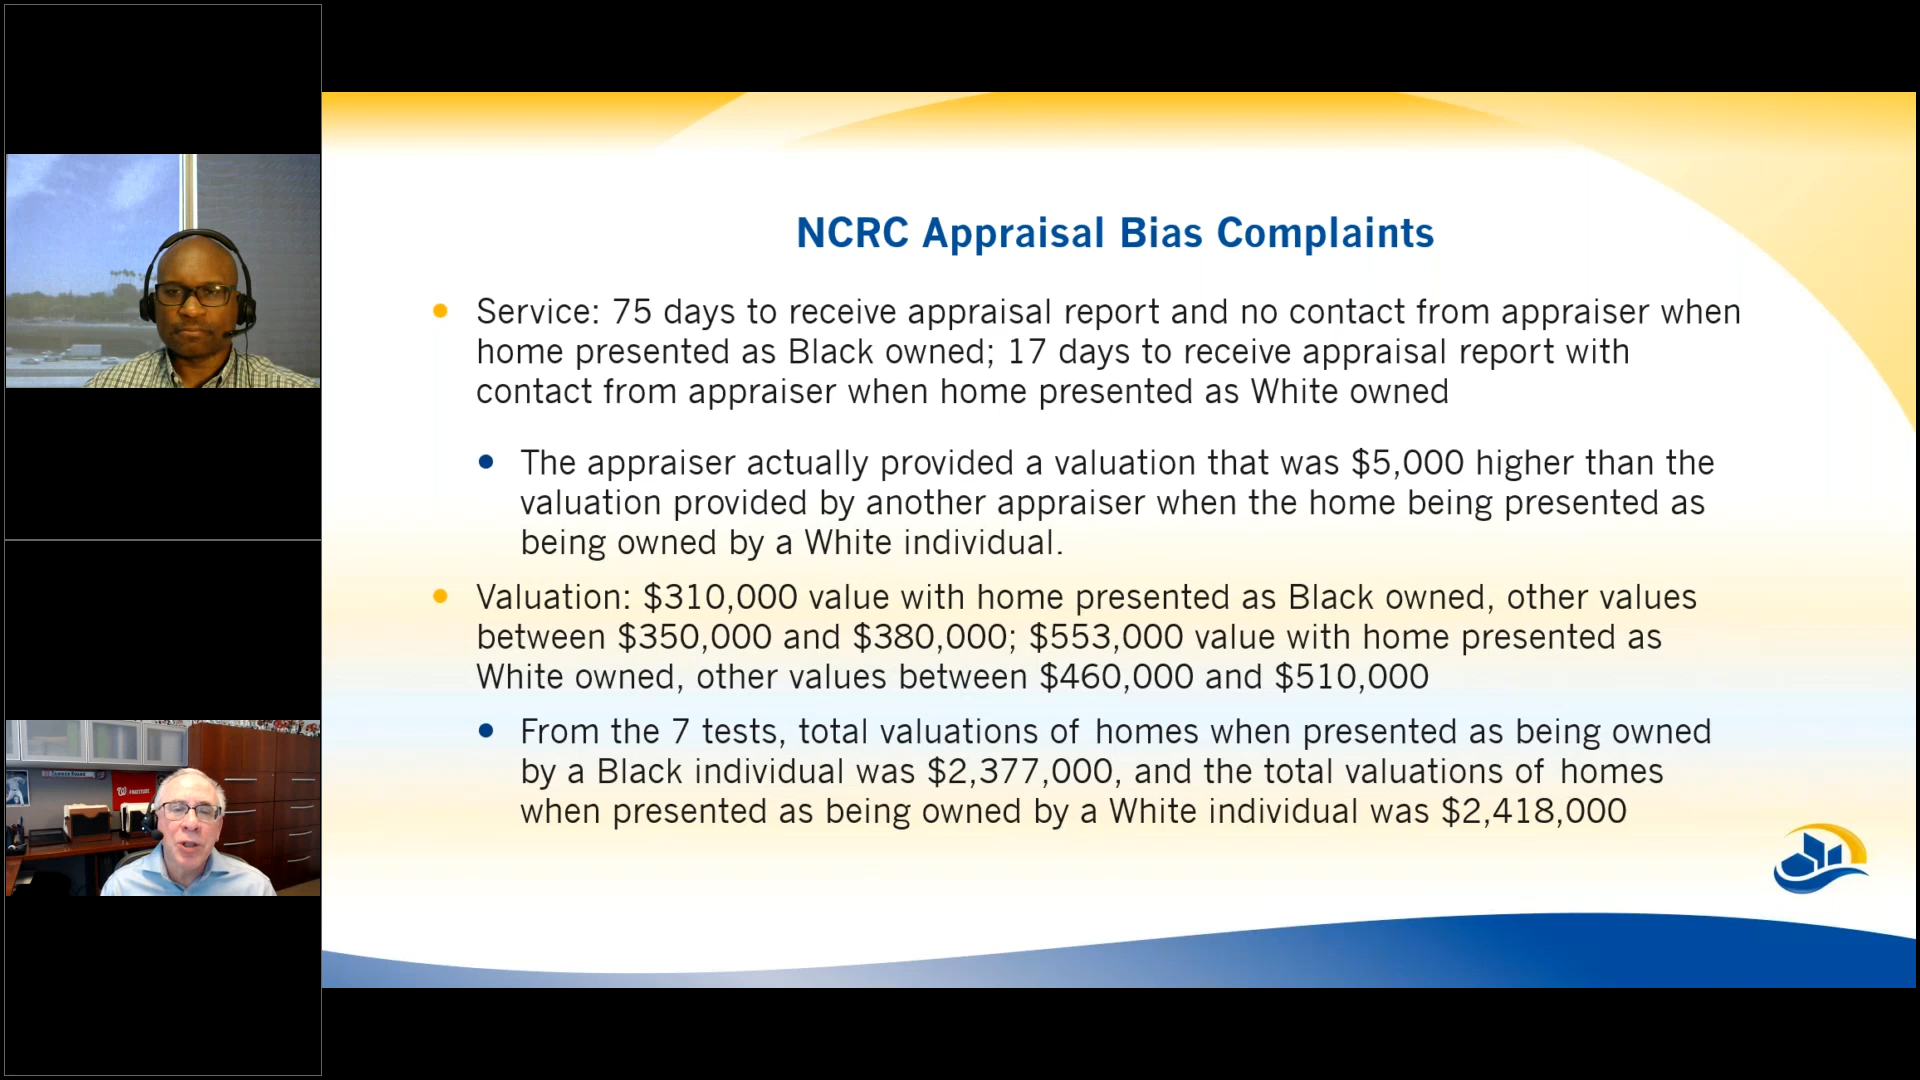 NCRC Appraisal Bias Complaints
Service: 75 days to receive appraisal report and no contact from appraiser when
home presented as Black owned; 17 days to receive appraisal report with
contact from appraiser when home presented as White owned
The appraiser actually provided a valuation that was $5,000 higher than the
valuation provided by another appraiser when the home being presented as
being owned by a White individual.
Valuation: $310,000 value with home presented as Black owned, other values
between $350,000 and $380,000; $553,000 value with home presented as
White owned, other values between $460,000 and $510,000
From the 7 tests, total valuations of homes when presented as being owned
by a Black individual was $2,377,000, and the total valuations of homes
when presented as being owned by a White individual was $2,418,000